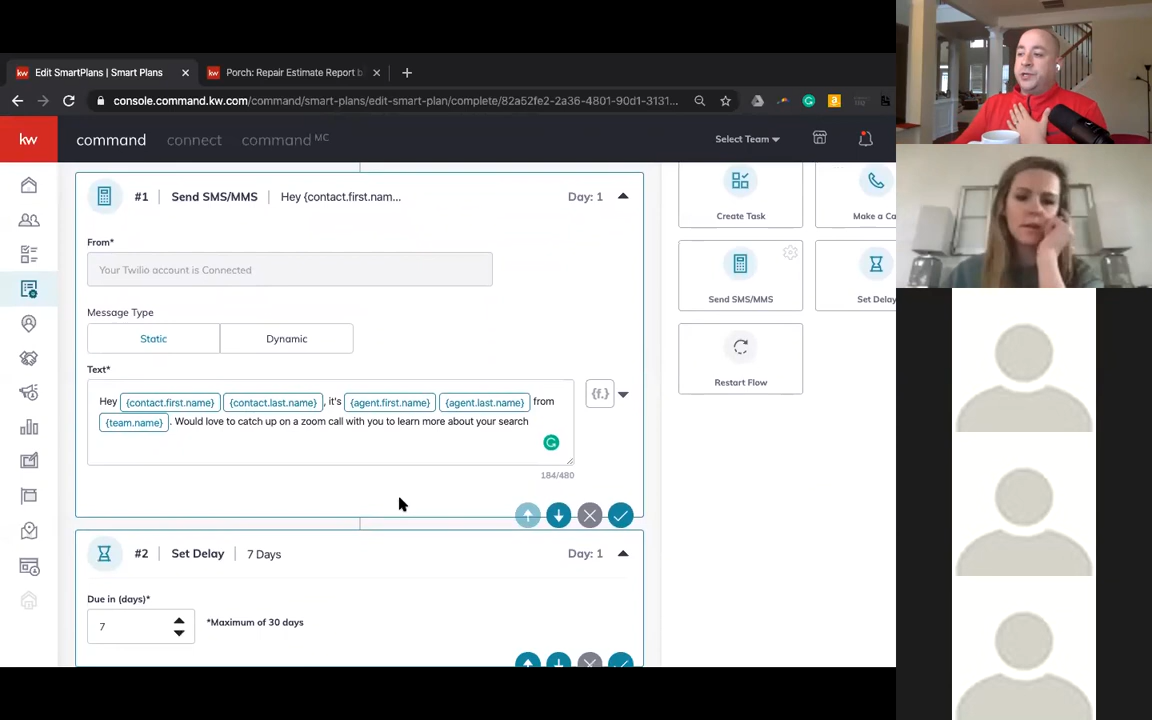 kw Edit SmartPlans | Smart Plans
kw Porch: Repair Estimate Report b
console.command.kw.com/command/smart-plans/edit-smart-plan/complete/82a52fe2-2a36-4801-90d1-3131...
kw command connect command MC Select Team
#1 Send SMS/MMS Hey {contact.first.nam... Day: 1
From*
Your Twilio account is Connected
Message Type
Static Dynamic
Text*
Hey {contact.first.name} {contact.last.name}, it's {agent.first.name} {agent.last.name} from
{team.name}. Would love to catch up on a zoom call with you to learn more about your search
{f.}
184/480
#2 Set Delay 7 Days Day: 1
Due in (days)*
7 *Maximum of 30 days
Create Task Make a Ca
Send SMS/MMS Set Delay
Restart Flow